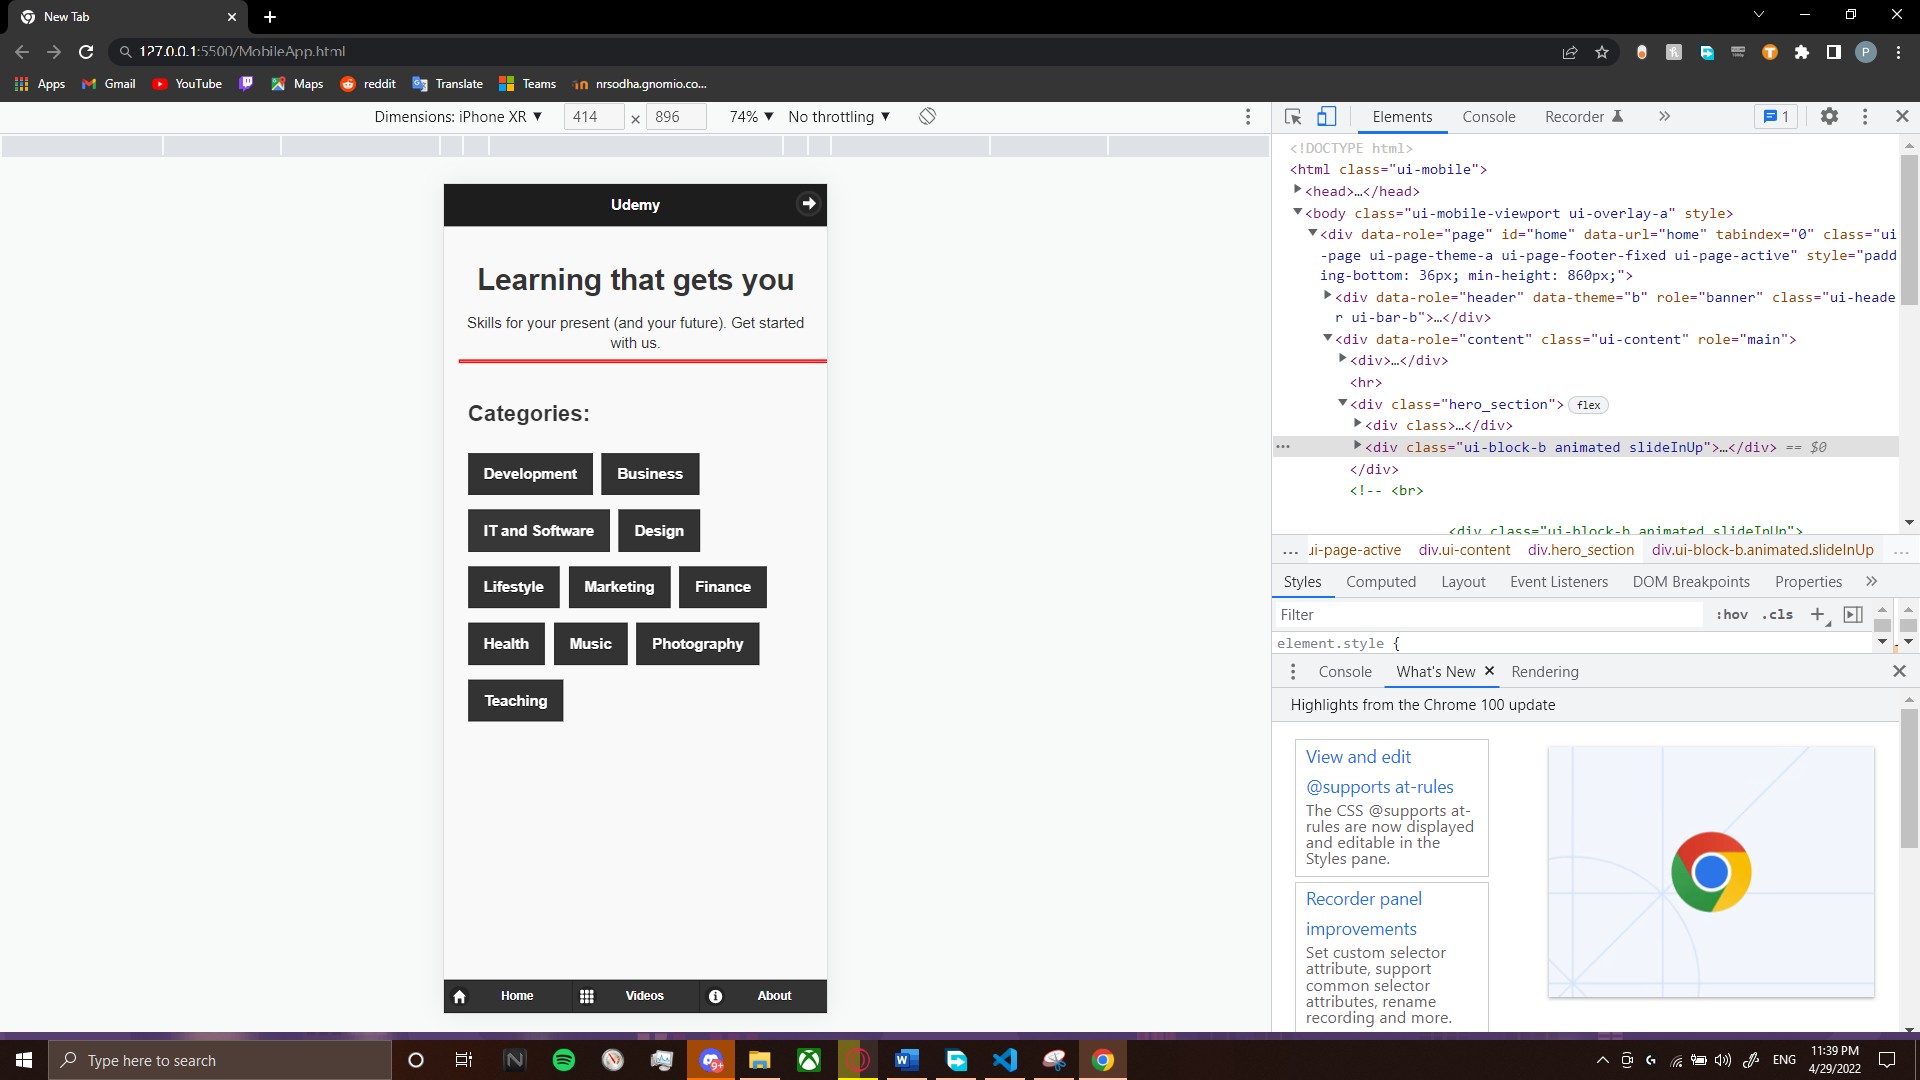 New Tab
127.0.0.1:5500/MobileApp.html
P
Apps
Gmail
YouTube
Maps
reddit
Translate
Teams
nrsodha.gnomio.co...
Dimensions: iPhone XR ▼
414
×
896
74% ▼
No throttling ▼
Udemy
Learning that gets you
Skills for your present (and your future). Get started
with us.
Categories:
Development
Business
IT and Software
Design
Lifestyle
Marketing
Finance
Health
Music
Photography
Teaching
Home
Videos
About
Elements
Console
Recorder
1
<!DOCTYPE html>
<html class="ui-mobile">
<head>…</head>
<body class="ui-mobile-viewport ui-overlay-a" style>
<div data-role="page" id="home" data-url="home" tabindex="0" class="ui
-page ui-page-theme-a ui-page-footer-fixed ui-page-active" style="padd
ing-bottom: 36px; min-height: 860px;">
<div data-role="header" data-theme="b" role="banner" class="ui-heade
r ui-bar-b">…</div>
<div data-role="content" class="ui-content" role="main">
<div>…</div>
<hr>
<div class="hero_section"> flex
<div class>…</div>
<div class="ui-block-b animated slideInUp">…</div> == $0
</div>
<!-- <br>
<div class="ui-block-b animated slideInUp">
... ui-page-active div.ui-content div.hero_section div.ui-block-b.animated.slideInUp ...
Styles
Computed
Layout
Event Listeners
DOM Breakpoints
Properties
Filter
:hov .cls
element.style {
Console
What's New
Rendering
Highlights from the Chrome 100 update
View and edit
@supports at-rules
The CSS @supports at-
rules are now displayed
and editable in the
Styles pane.
Recorder panel
improvements
Set custom selector
attribute, support
common selector
attributes, rename
recording and more.
Type here to search
9+
ENG
11:39 PM
4/29/2022